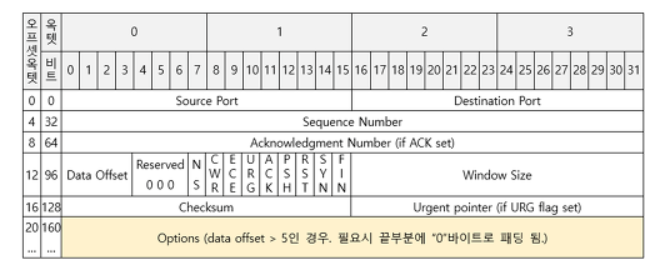 오프셋옥텟 옥텟 0 1 2 3
비트 0 1 2 3 4 5 6 7 8 9 10 11 12 13 14 15 16 17 18 19 20 21 22 23 24 25 26 27 28 29 30 31
0 0 Source Port Destination Port
4 32 Sequence Number
8 64 Acknowledgment Number (if ACK set)
12 96 Data Offset Reserved 0 0 0 NS CWR ECE URG ACK PSH RST SYN FIN Window Size
16 128 Checksum Urgent pointer (if URG flag set)
20 160 Options (data offset > 5인 경우. 필요시 끝부분에 "0"바이트로 패딩 됨.)
... ...